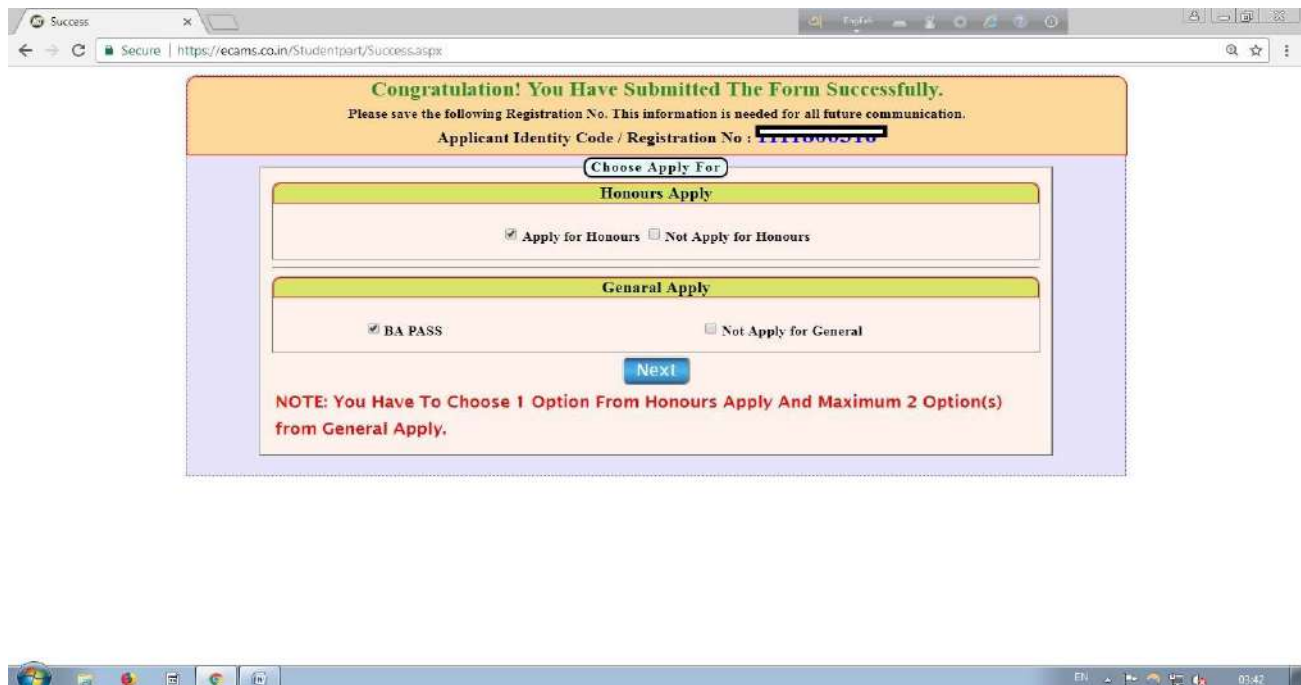 Success
English
Secure | https://ecams.co.in/Studentpart/Success.aspx
Congratulation! You Have Submitted The Form Successfully.
Please save the following Registration No. This information is needed for all future communication.
Applicant Identity Code / Registration No :
Choose Apply For
Honours Apply
Apply for Honours Not Apply for Honours
Genaral Apply
BA PASS Not Apply for General
Next
NOTE: You Have To Choose 1 Option From Honours Apply And Maximum 2 Option(s)
from General Apply.
EN 03:42